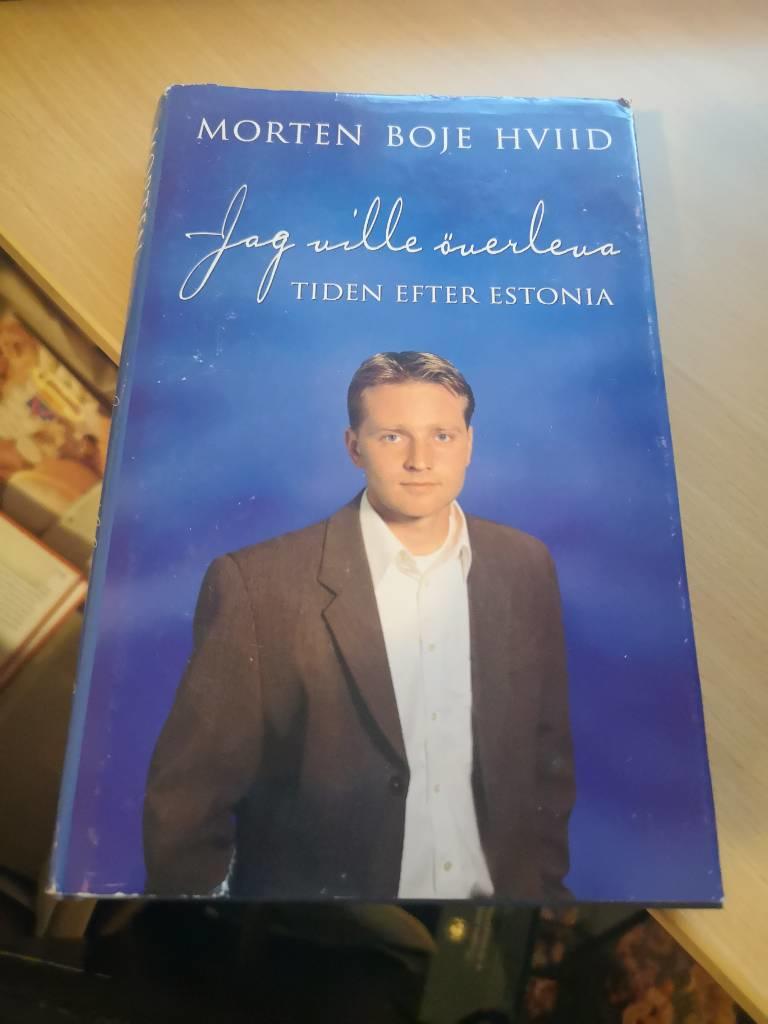 MORTEN BOJE HVIID
Jag ville överleva
TIDEN EFTER ESTONIA